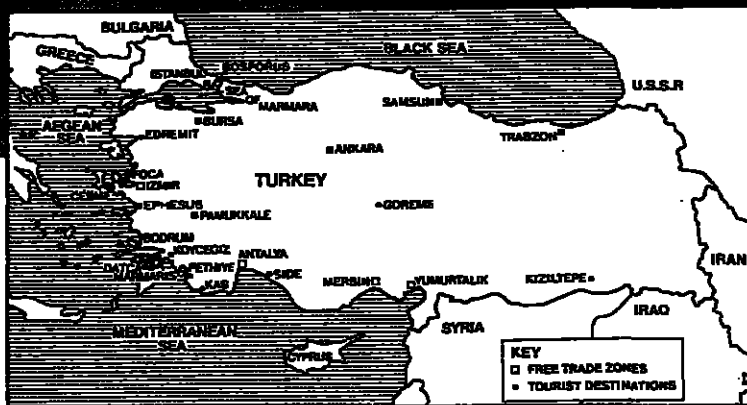 BULGARIA
GREECE
BLACK SEA
ISTANBUL
BOSPORUS
SEA
OF
MARMARA
U.S.S.R
SAMSUN
TRABZON
BURSA
AEGEAN
SEA
EDREMIT
ANKARA
FOCA
IZMIR
TURKEY
EPHESUS
PAMUKKALE
GOREME
BODRUM
KOYCEGIZ
ANTALYA
IRAN
MARMARIS
FETHIYE
SIDE
KAS
MERSIN
YUMURTALIK
KIZILTEPE
IRAQ
SYRIA
MEDITERRANEAN
SEA
CYPRUS
KEY
FREE TRADE ZONES
TOURIST DESTINATIONS